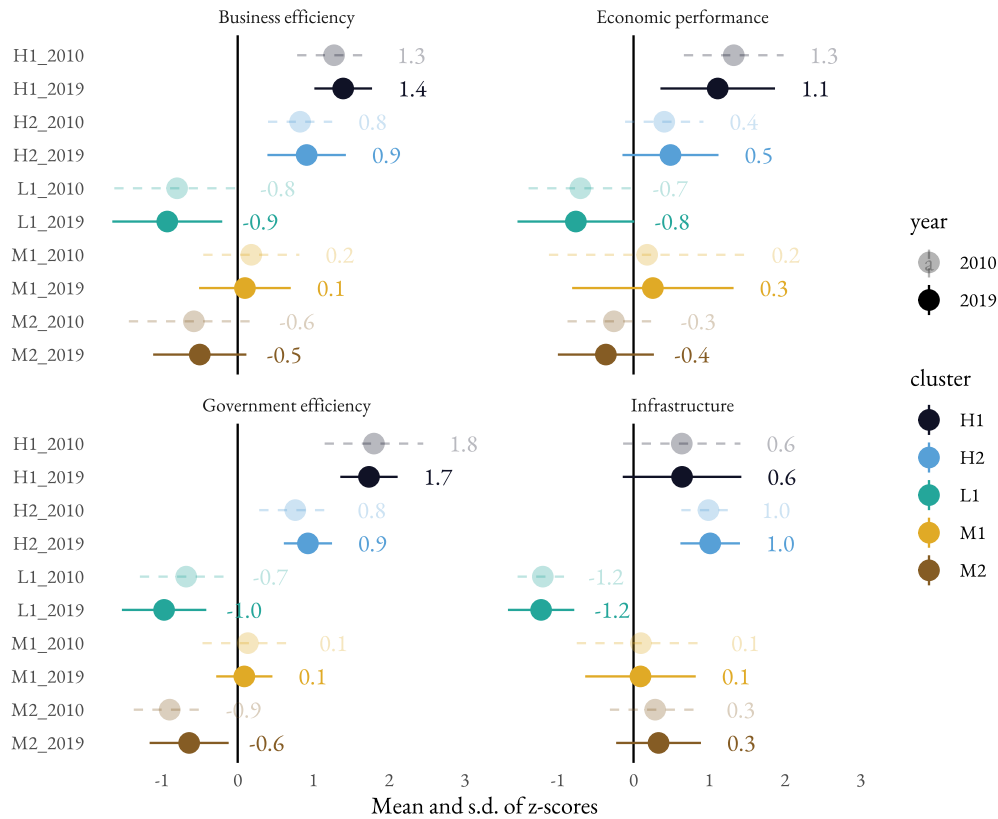 Business efficiency
Economic performance
H1_2010 1.3 1.3
H1_2019 1.4 1.1
H2_2010 0.8 0.4
H2_2019 0.9 0.5
L1_2010 -0.8 -0.7
L1_2019 -0.9 -0.8
M1_2010 0.2 0.2
M1_2019 0.1 0.3
M2_2010 -0.6 -0.3
M2_2019 -0.5 -0.4
Government efficiency
Infrastructure
H1_2010 1.8 0.6
H1_2019 1.7 0.6
H2_2010 0.8 1.0
H2_2019 0.9 1.0
L1_2010 -0.7 -1.2
L1_2019 -1.0 -1.2
M1_2010 0.1 0.1
M1_2019 0.1 0.1
M2_2010 -0.9 0.3
M2_2019 -0.6 0.3
-1 0 1 2 3 -1 0 1 2 3
Mean and s.d. of z-scores
year
a 2010
2019
cluster
H1
H2
L1
M1
M2